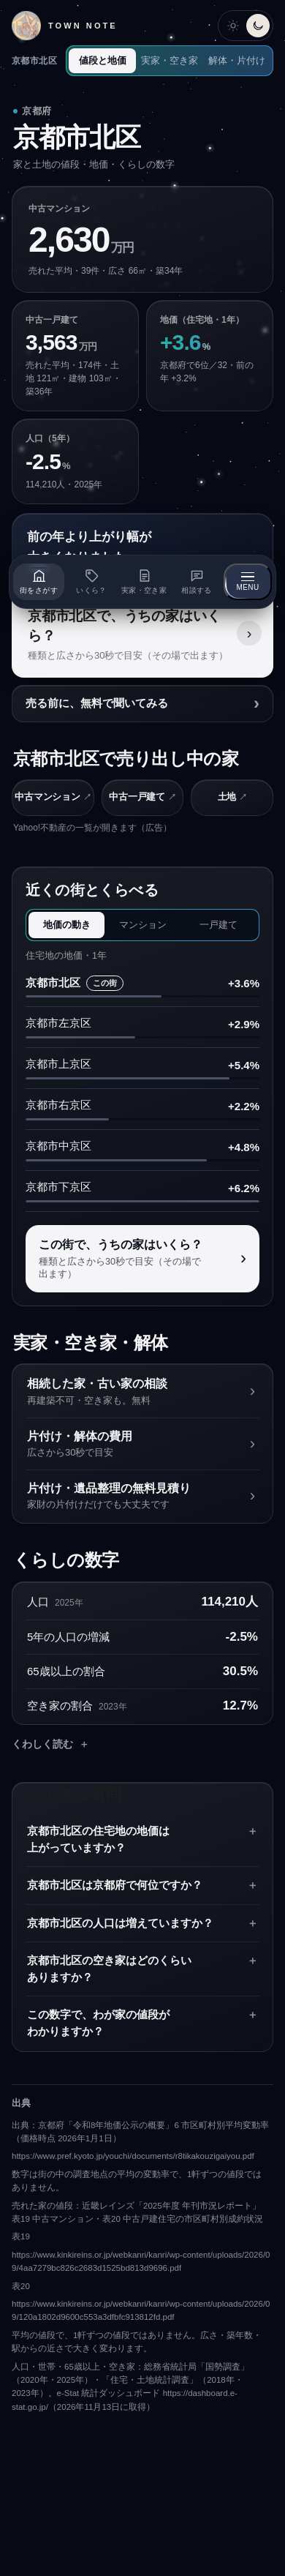 TOWN NOTE
京都市北区
値段と地価
実家・空き家
解体・片付け
京都府
京都市北区
家と土地の値段・地価・くらしの数字
中古マンション
2,630万円
売れた平均・39件・広さ 66㎡・築34年
中古一戸建て
3,563万円
売れた平均・174件・土
地 121㎡・建物 103㎡・
築36年
地価（住宅地・1年）
+3.6%
京都府で6位／32・前の
年 +3.2%
人口（5年）
-2.5%
114,210人・2025年
前の年より上がり幅が
街をさがす
いくら？
実家・空き家
相談する
MENU
京都市北区で、うちの家はいく
ら？
種類と広さから30秒で目安（その場で出ます）
›
売る前に、無料で聞いてみる
›
京都市北区で売り出し中の家
中古マンション ↗
中古一戸建て ↗
土地 ↗
Yahoo!不動産の一覧が開きます（広告）
近くの街とくらべる
地価の動き
マンション
一戸建て
住宅地の地価・1年
京都市北区 この街 +3.6%
京都市左京区 +2.9%
京都市上京区 +5.4%
京都市右京区 +2.2%
京都市中京区 +4.8%
京都市下京区 +6.2%
この街で、うちの家はいくら？
種類と広さから30秒で目安（その場で
出ます）
›
実家・空き家・解体
相続した家・古い家の相談
再建築不可・空き家も。無料
›
片付け・解体の費用
広さから30秒で目安
›
片付け・遺品整理の無料見積り
家財の片付けだけでも大丈夫です
›
くらしの数字
人口 2025年 114,210人
5年の人口の増減 -2.5%
65歳以上の割合 30.5%
空き家の割合 2023年 12.7%
くわしく読む ＋
京都市北区の住宅地の地価は
上がっていますか？ ＋
京都市北区は京都府で何位ですか？ ＋
京都市北区の人口は増えていますか？ ＋
京都市北区の空き家はどのくらい
ありますか？ ＋
この数字で、わが家の値段が
わかりますか？ ＋
出典
出典：京都府「令和8年地価公示の概要」6 市区町村別平均変動率
（価格時点 2026年1月1日）
https://www.pref.kyoto.jp/youchi/documents/r8tikakouzigaiyou.pdf
数字は街の中の調査地点の平均の変動率で、1軒ずつの値段では
ありません。
売れた家の値段：近畿レインズ「2025年度 年刊市況レポート」
表19 中古マンション・表20 中古戸建住宅の市区町村別成約状況
表19
https://www.kinkireins.or.jp/webkanri/kanri/wp-content/uploads/2026/0
9/4aa7279bc826c2683d1525bd813d9696.pdf
表20
https://www.kinkireins.or.jp/webkanri/kanri/wp-content/uploads/2026/0
9/120a1802d9600c553a3dfbfc913812fd.pdf
平均の値段で、1軒ずつの値段ではありません。広さ・築年数・
駅からの近さで大きく変わります。
人口・世帯・65歳以上・空き家：総務省統計局「国勢調査」
（2020年・2025年）・「住宅・土地統計調査」（2018年・
2023年）。e-Stat 統計ダッシュボード https://dashboard.e-
stat.go.jp/（2026年11月13日に取得）